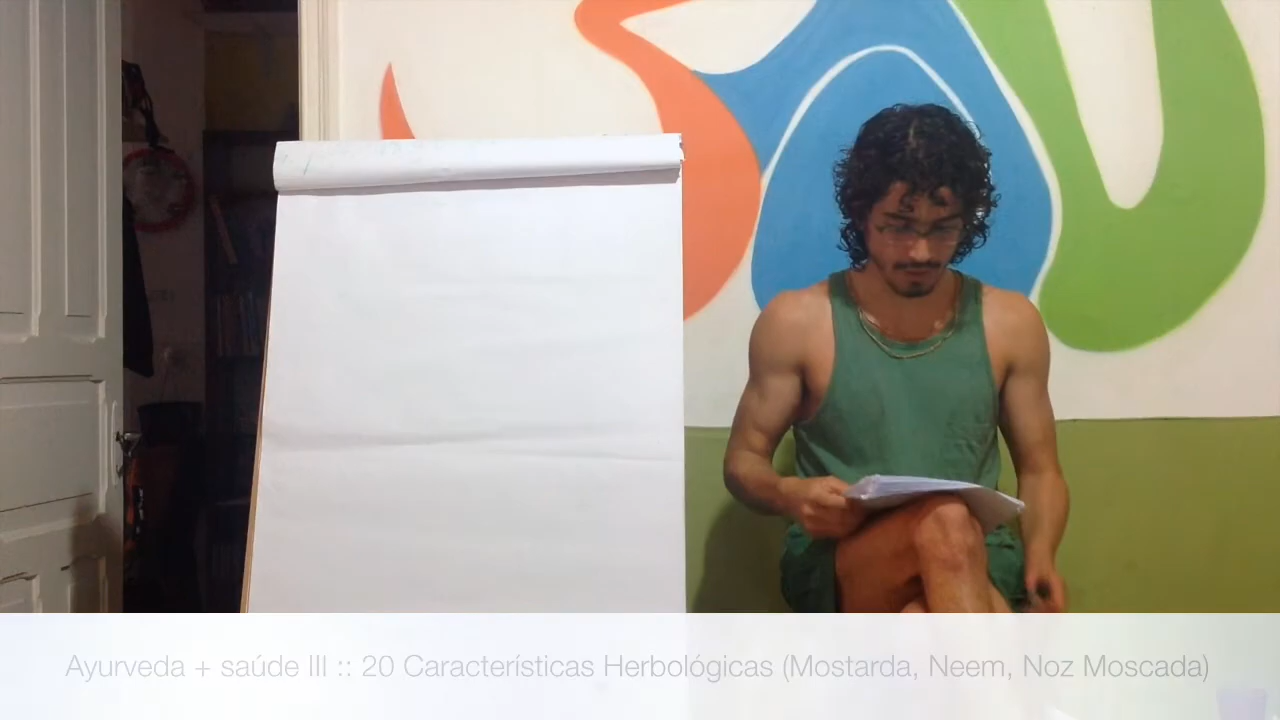 Ayurveda + saúde III :: 20 Características Herbológicas (Mostarda, Neem, Noz Moscada)